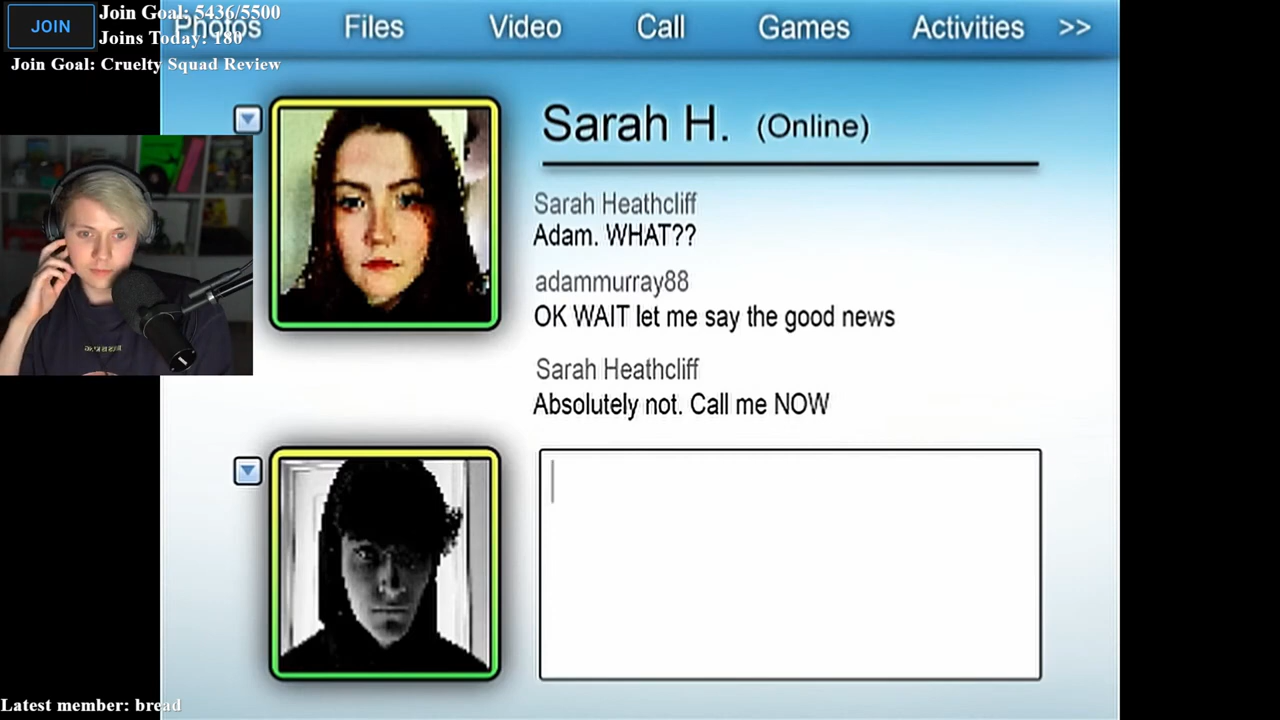 JOIN
Join Goal: 5436/5500
Joins Today: 180
Join Goal: Cruelty Squad Review
Photos Files Video Call Games Activities >>
Sarah H. (Online)
Sarah Heathcliff
Adam. WHAT??
adammurray88
OK WAIT let me say the good news
Sarah Heathcliff
Absolutely not. Call me NOW
Latest member: bread